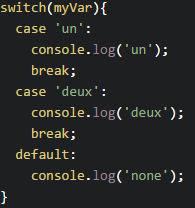 switch(myVar){
  case 'un':
    console.log('un');
    break;
  case 'deux':
    console.log('deux');
    break;
  default:
    console.log('none');
}